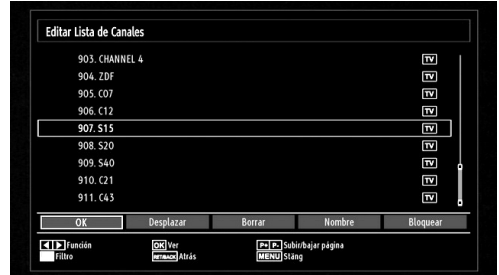 Editar Lista de Canales
903. CHANNEL 4 TV
904. ZDF TV
905. C07 TV
906. C12 TV
907. S15 TV
908. S20 TV
909. S40 TV
910. C21 TV
911. C43 TV
OK Desplazar Borrar Nombre Bloquear
Función OK Ver P+ P- Subir/bajar página
Filtro RET/BACK Atrás MENU Stäng